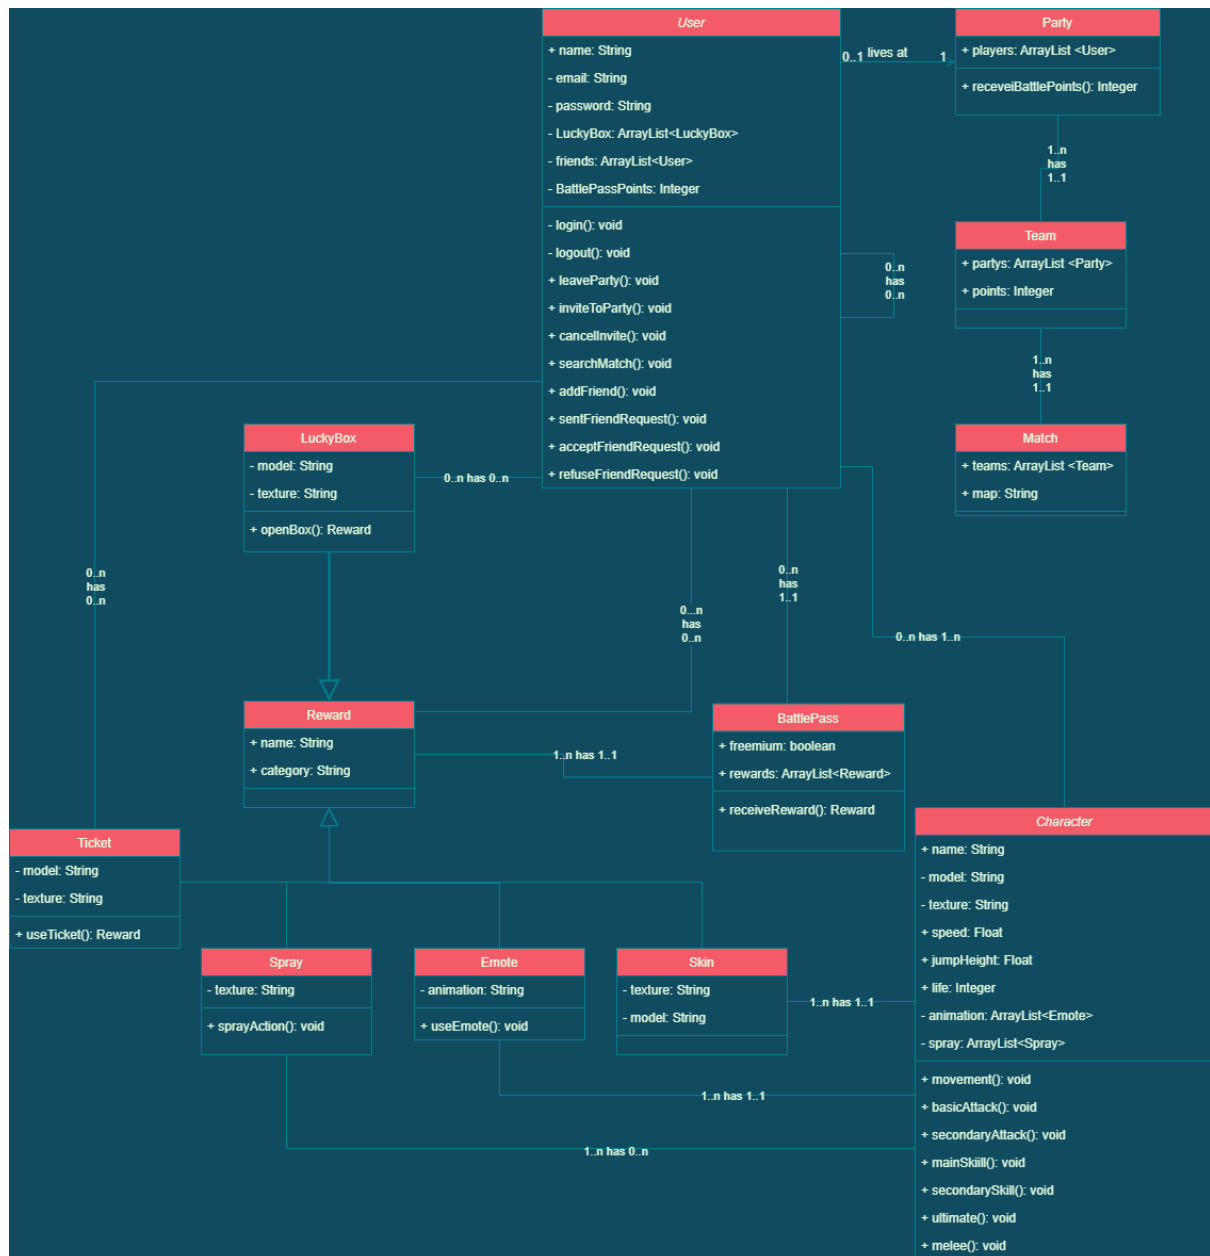 User
+ name: String
- email: String
- password: String
- LuckyBox: ArrayList<LuckyBox>
- friends: ArrayList<User>
- BattlePassPoints: Integer
- login(): void
- logout(): void
+ leaveParty(): void
+ inviteToParty(): void
+ cancelInvite(): void
+ searchMatch(): void
+ addFriend(): void
+ sentFriendRequest(): void
+ acceptFriendRequest(): void
+ refuseFriendRequest(): void
0..1 lives at 1
Party
+ players: ArrayList <User>
+ receveiBattlePoints(): Integer
1..n
has
1..1
Team
+ partys: ArrayList <Party>
+ points: Integer
0..n
has
0..n
1..n
has
1..1
Match
+ teams: ArrayList <Team>
+ map: String
LuckyBox
- model: String
- texture: String
+ openBox(): Reward
0..n has 0..n
0..n
has
0..n
0...n
has
0..n
0..n
has
1..1
0..n has 1..n
Reward
+ name: String
+ category: String
1..n has 1..1
BattlePass
+ freemium: boolean
+ rewards: ArrayList<Reward>
+ receiveReward(): Reward
Ticket
- model: String
- texture: String
+ useTicket(): Reward
Spray
- texture: String
+ sprayAction(): void
Emote
- animation: String
+ useEmote(): void
Skin
- texture: String
- model: String
1..n has 1..1
1..n has 1..1
1..n has 0..n
Character
+ name: String
- model: String
- texture: String
+ speed: Float
+ jumpHeight: Float
+ life: Integer
- animation: ArrayList<Emote>
- spray: ArrayList<Spray>
+ movement(): void
+ basicAttack(): void
+ secondaryAttack(): void
+ mainSkiill(): void
+ secondarySkill(): void
+ ultimate(): void
+ melee(): void